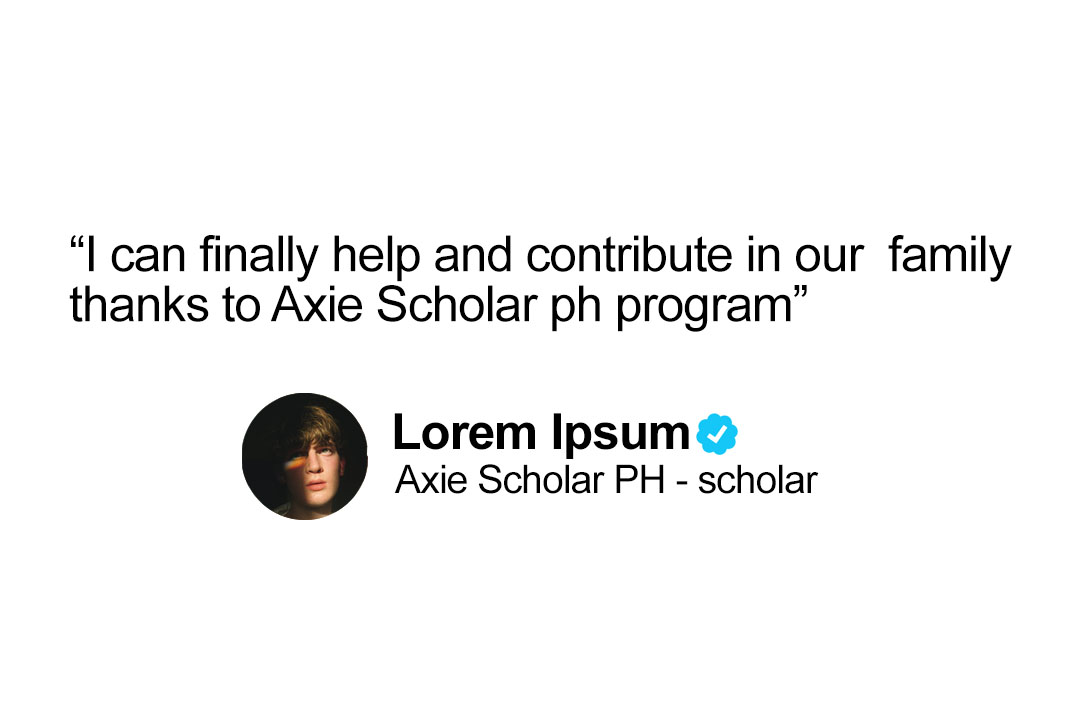 “I can finally help and contribute in our  family
thanks to Axie Scholar ph program”
Lorem Ipsum
Axie Scholar PH - scholar